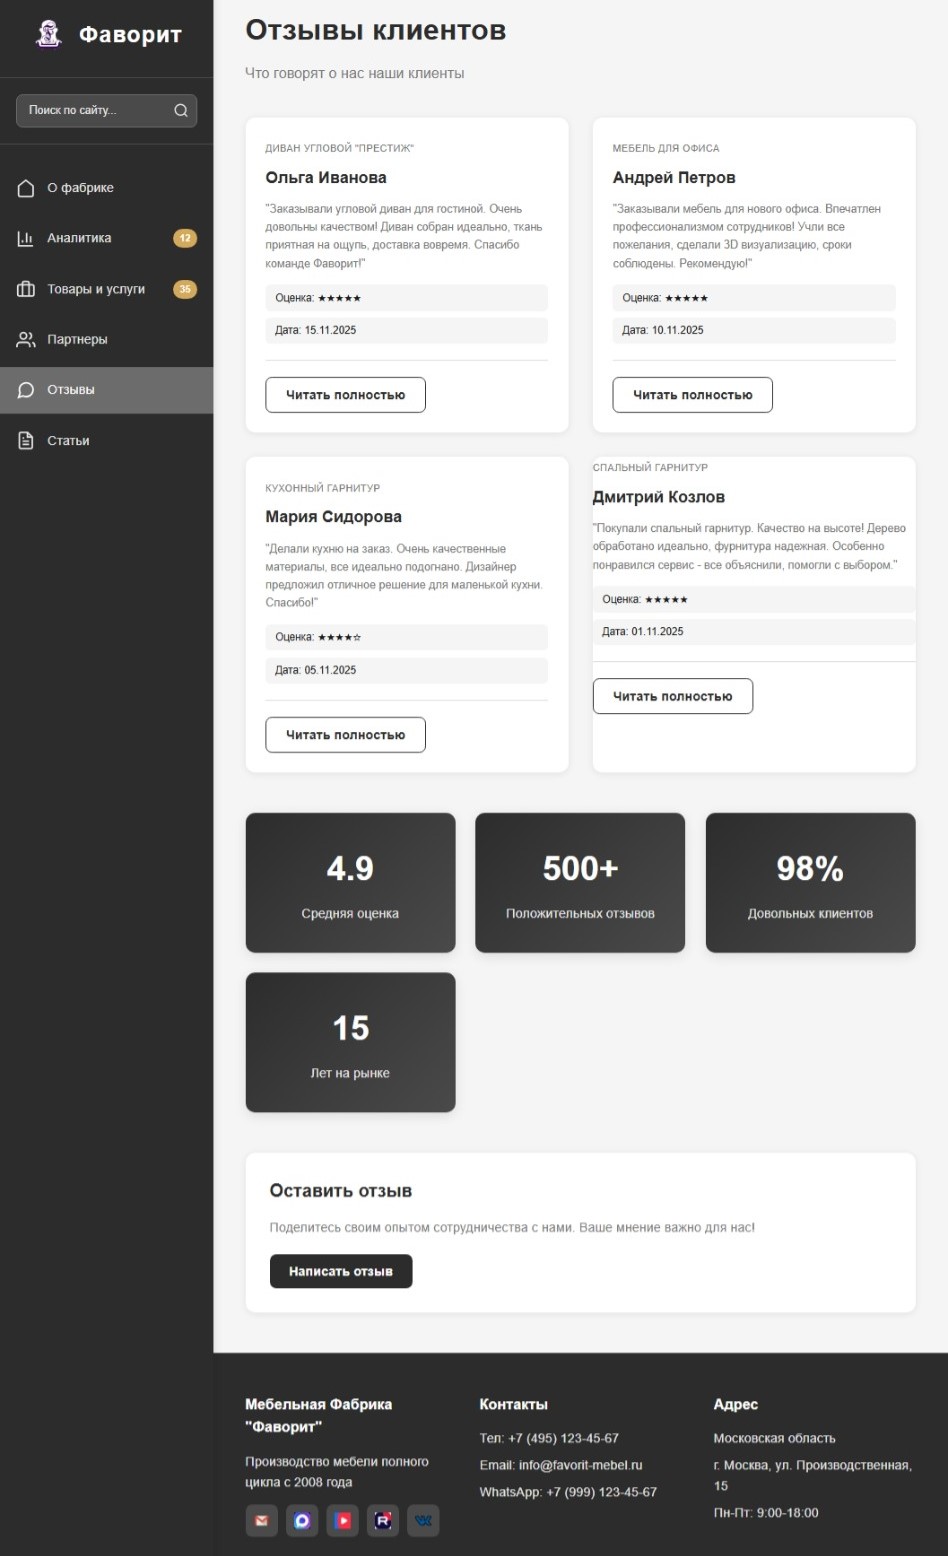 Фаворит
Поиск по сайту...
О фабрике
Аналитика
12
Товары и услуги
35
Партнеры
Отзывы
Статьи
Отзывы клиентов
Что говорят о нас наши клиенты
ДИВАН УГЛОВОЙ "ПРЕСТИЖ"
Ольга Иванова
"Заказывали угловой диван для гостиной. Очень
довольны качеством! Диван собран идеально, ткань
приятная на ощупь, доставка вовремя. Спасибо
команде Фаворит!"
Оценка: ★★★★★
Дата: 15.11.2025
Читать полностью
МЕБЕЛЬ ДЛЯ ОФИСА
Андрей Петров
"Заказывали мебель для нового офиса. Впечатлен
профессионализмом сотрудников! Учли все
пожелания, сделали 3D визуализацию, сроки
соблюдены. Рекомендую!"
Оценка: ★★★★★
Дата: 10.11.2025
Читать полностью
КУХОННЫЙ ГАРНИТУР
Мария Сидорова
"Делали кухню на заказ. Очень качественные
материалы, все идеально подогнано. Дизайнер
предложил отличное решение для маленькой кухни.
Спасибо!"
Оценка: ★★★★☆
Дата: 05.11.2025
Читать полностью
СПАЛЬНЫЙ ГАРНИТУР
Дмитрий Козлов
"Покупали спальный гарнитур. Качество на высоте! Дерево
обработано идеально, фурнитура надежная. Особенно
понравился сервис - все объяснили, помогли с выбором."
Оценка: ★★★★★
Дата: 01.11.2025
Читать полностью
4.9
Средняя оценка
500+
Положительных отзывов
98%
Довольных клиентов
15
Лет на рынке
Оставить отзыв
Поделитесь своим опытом сотрудничества с нами. Ваше мнение важно для нас!
Написать отзыв
Мебельная Фабрика
"Фаворит"
Производство мебели полного
цикла с 2008 года
Контакты
Тел: +7 (495) 123-45-67
Email: info@favorit-mebel.ru
WhatsApp: +7 (999) 123-45-67
Адрес
Московская область
г. Москва, ул. Производственная,
15
Пн-Пт: 9:00-18:00